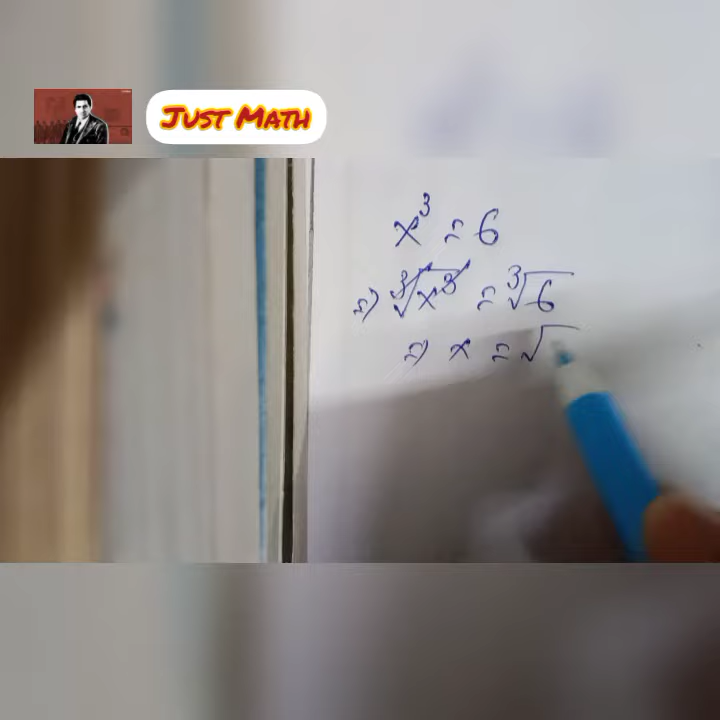 JUST MATH
x³ = 6
⇒ ∛x³ = ∛6
⇒ x = √